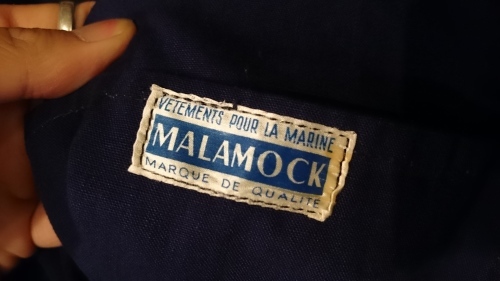 VÊTEMENTS POUR LA MARINE
MALAMOCK
MARQUE DE QUALITÉ